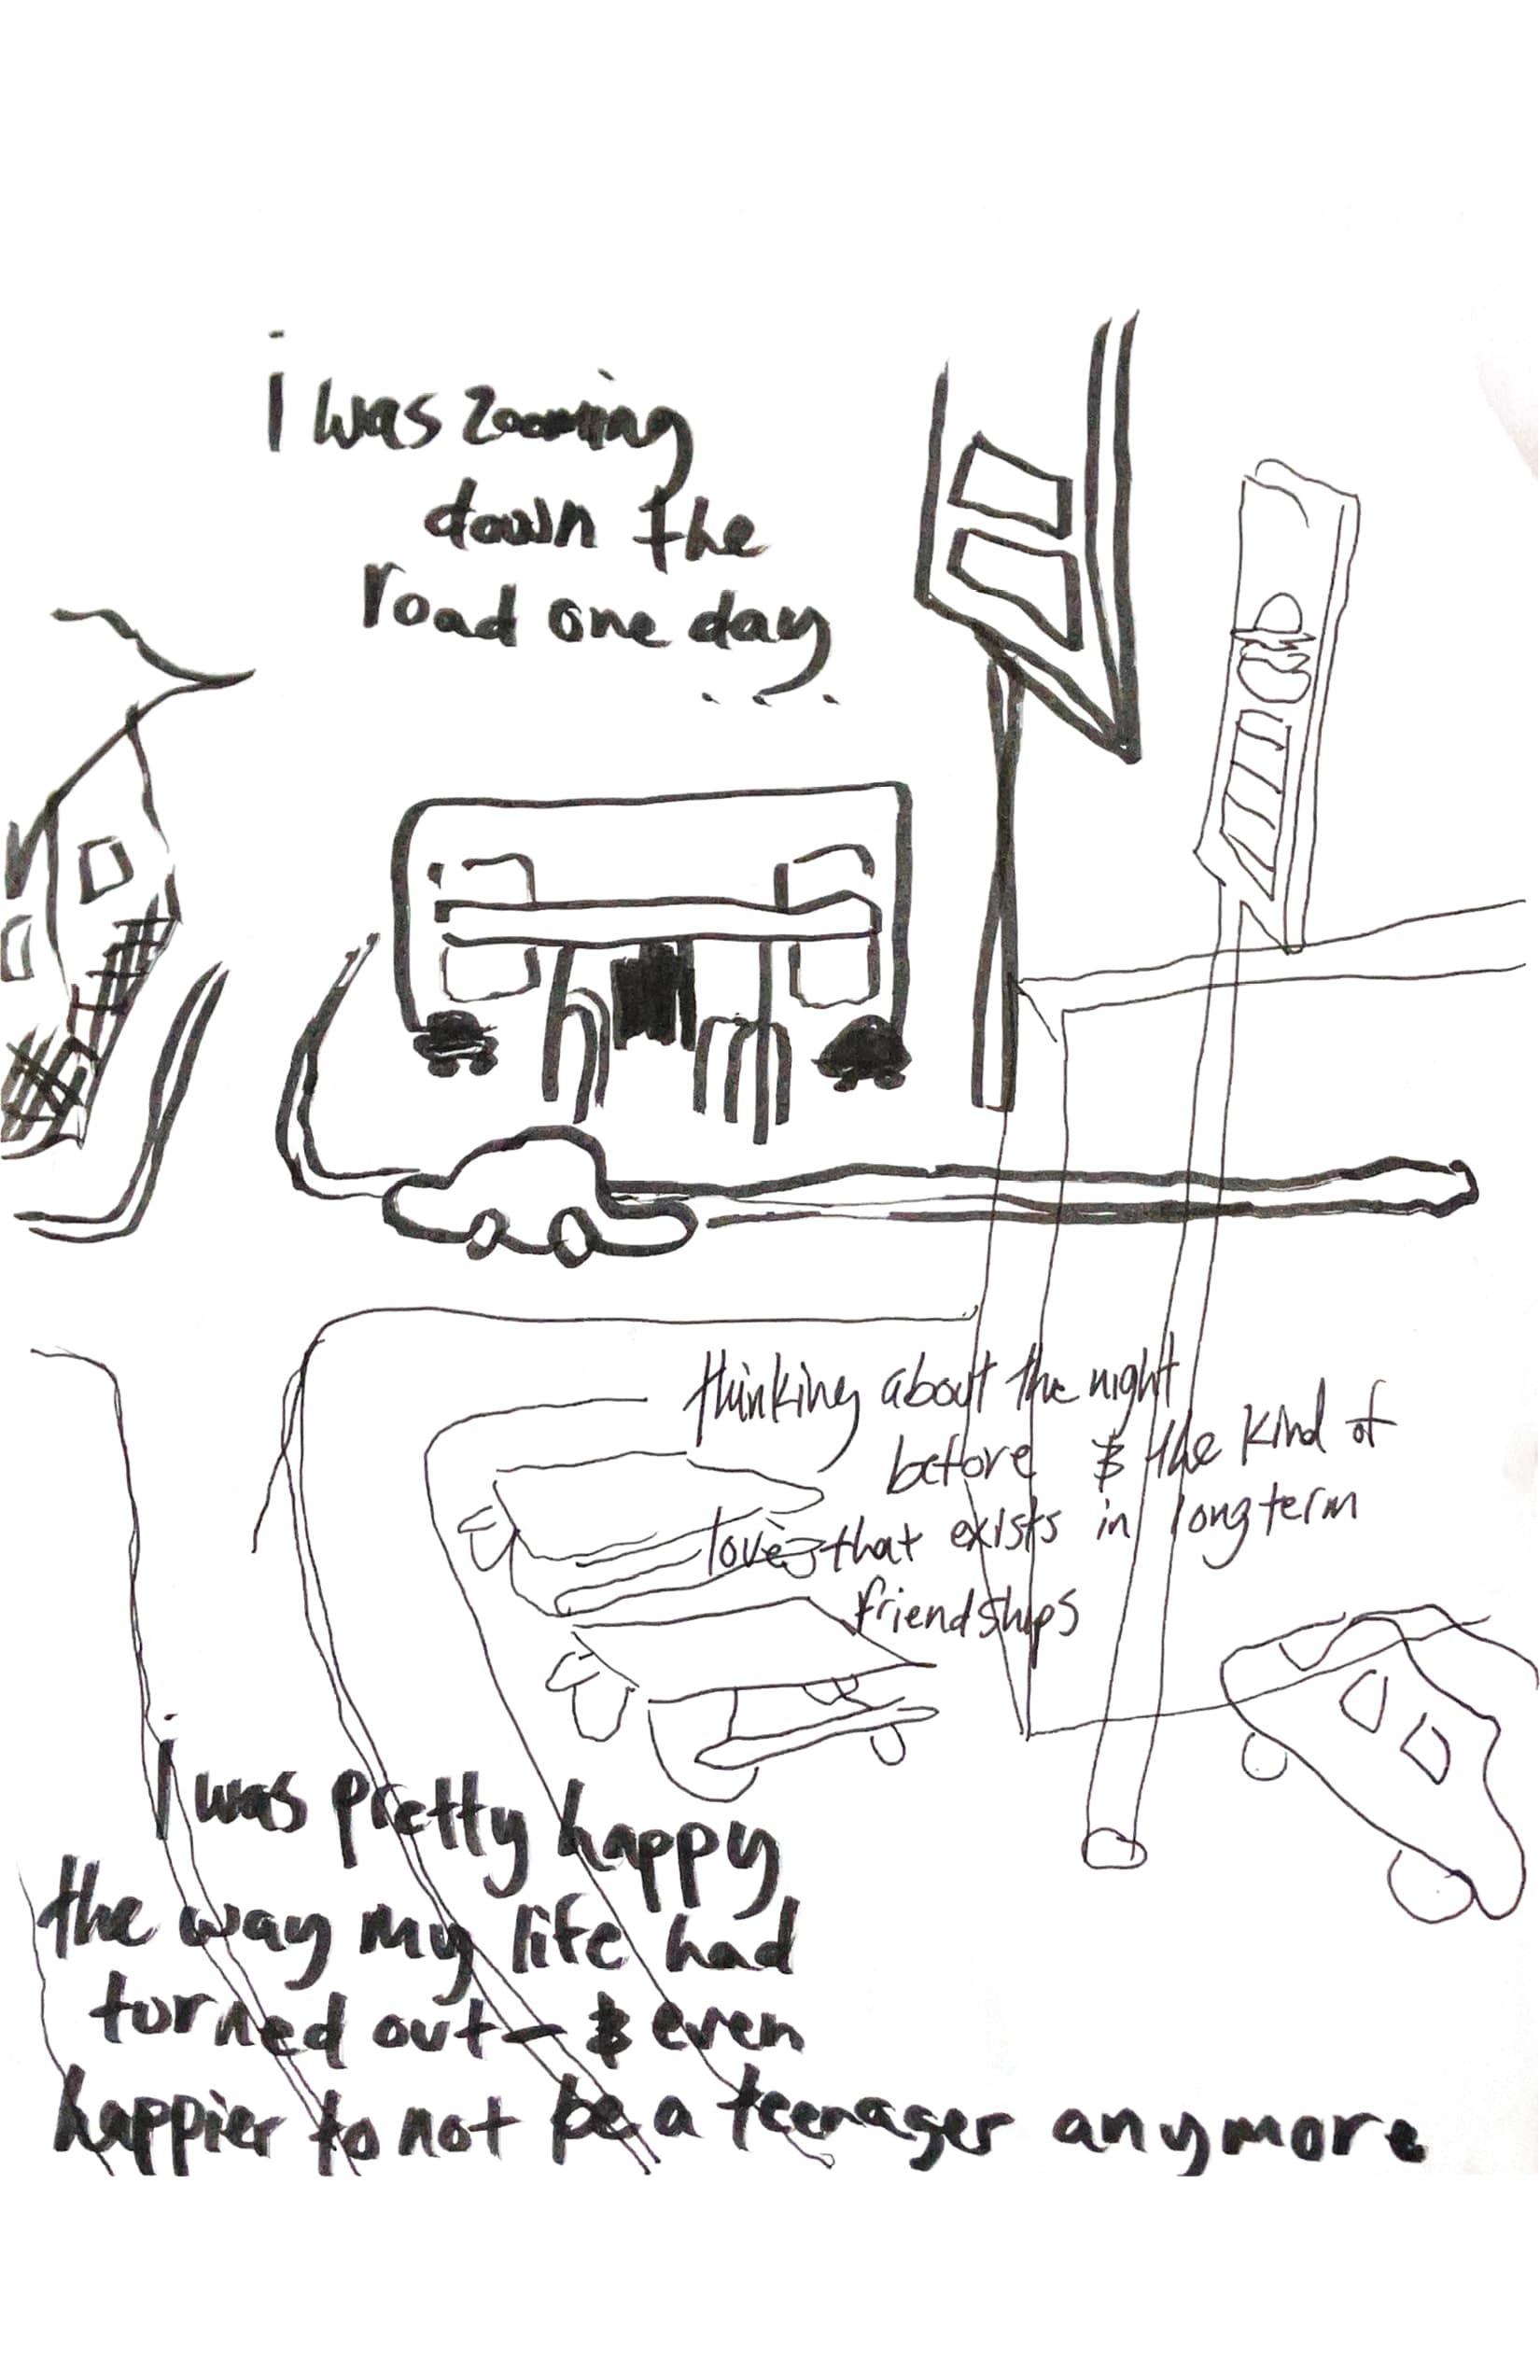 i was zooming
down the
road one day
...
thinking about the night
before & the kind of
love that exists in long term
friendships
i was pretty happy
the way my life had
turned out - & even
happier to not be a teenager anymore